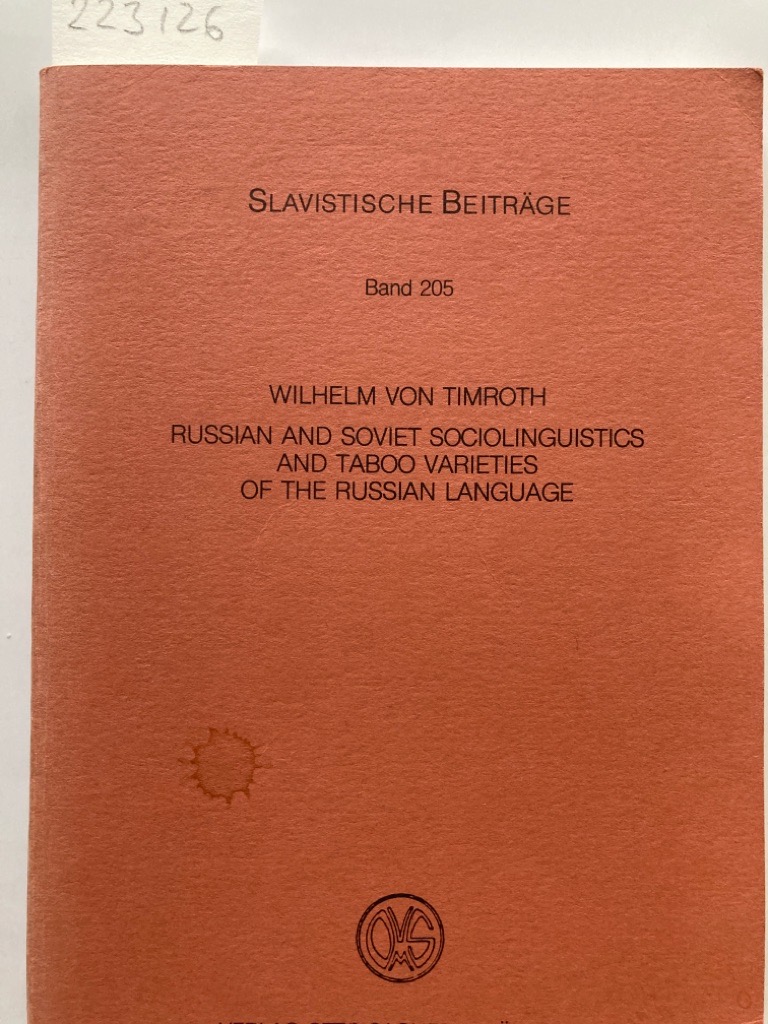 223126
SLAVISTISCHE BEITRÄGE
Band 205
WILHELM VON TIMROTH
RUSSIAN AND SOVIET SOCIOLINGUISTICS
AND TABOO VARIETIES
OF THE RUSSIAN LANGUAGE